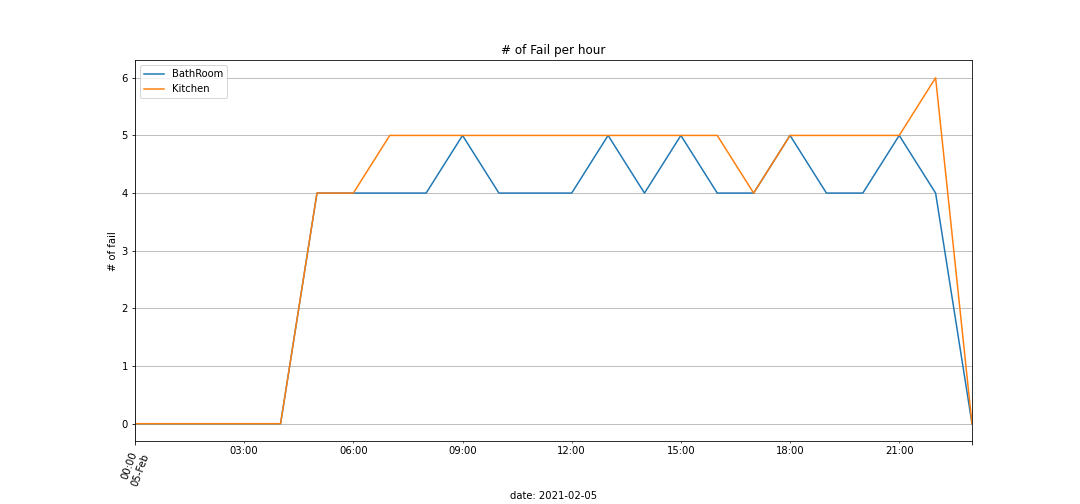 # of Fail per hour
BathRoom
Kitchen
6
5
4
3
2
1
0
# of fail
00:00
05-Feb
03:00
06:00
09:00
12:00
15:00
18:00
21:00
date: 2021-02-05